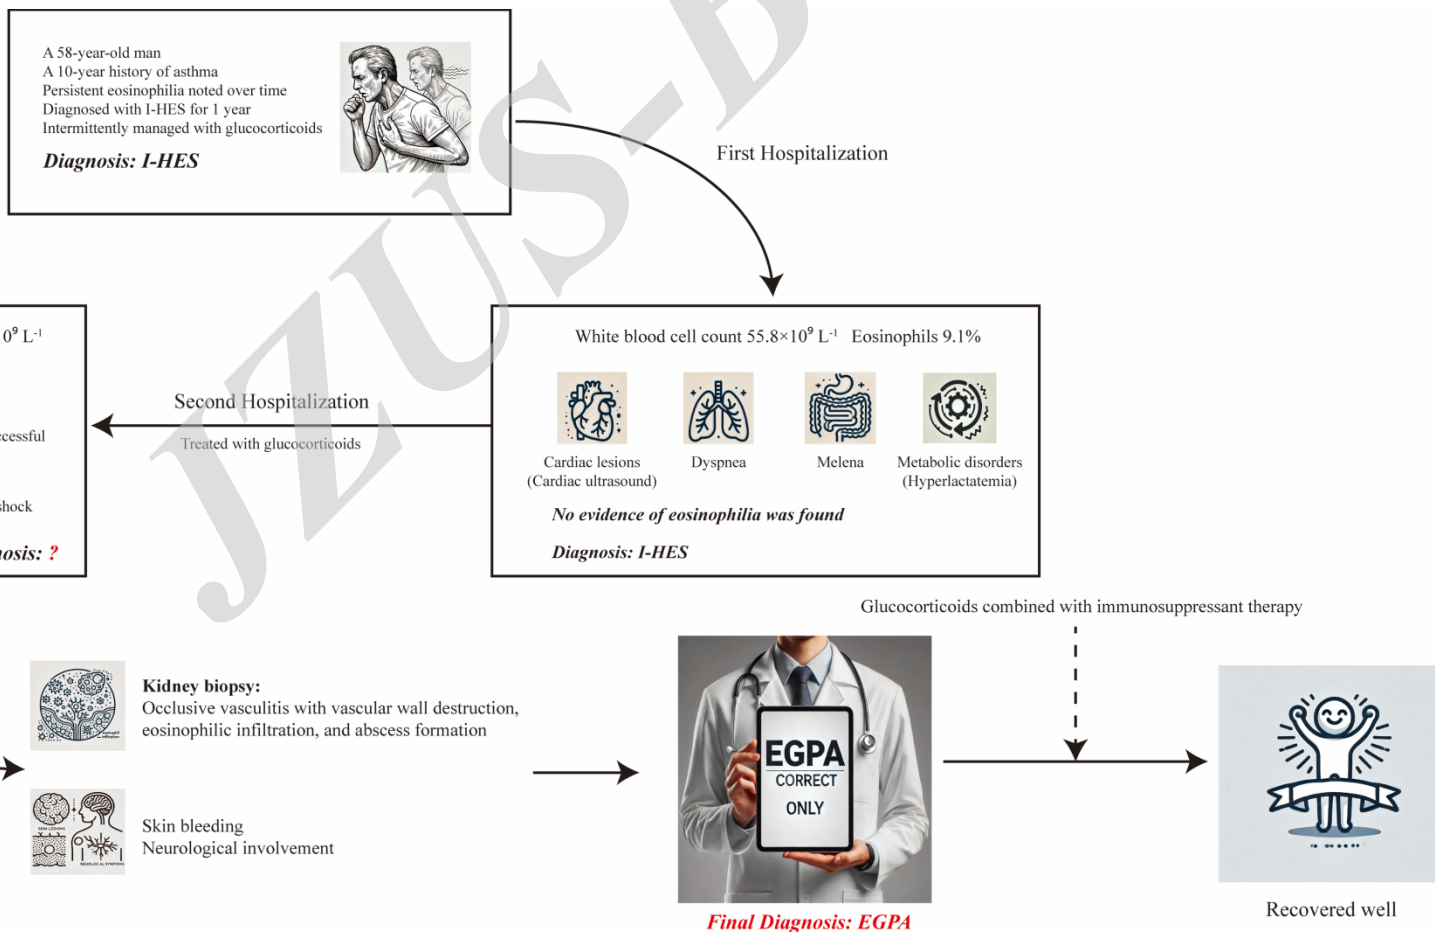 A 58-year-old man
A 10-year history of asthma
Persistent eosinophilia noted over time
Diagnosed with I-HES for 1 year
Intermittently managed with glucocorticoids
Diagnosis: I-HES
First Hospitalization
White blood cell count 55.8×10⁹ L⁻¹ Eosinophils 9.1%
Cardiac lesions
(Cardiac ultrasound)
Dyspnea
Melena
Metabolic disorders
(Hyperlactatemia)
No evidence of eosinophilia was found
Diagnosis: I-HES
Second Hospitalization
Treated with glucocorticoids
0⁹ L⁻¹
ccessful
shock
nosis: ?
Kidney biopsy:
Occlusive vasculitis with vascular wall destruction,
eosinophilic infiltration, and abscess formation
SKIN LESIONS
Skin bleeding
Neurological involvement
EGPA
CORRECT
ONLY
Final Diagnosis: EGPA
Glucocorticoids combined with immunosuppressant therapy
Recovered well
JZUS-B